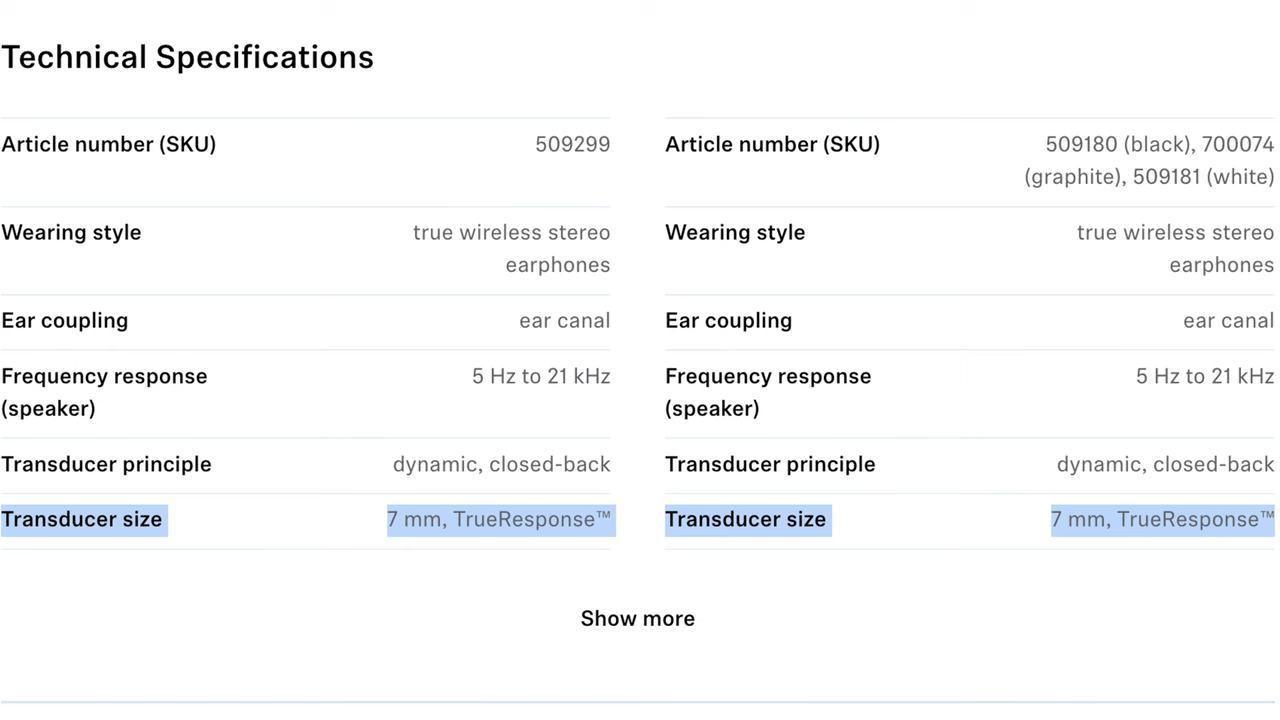 Technical Specifications
Article number (SKU) 509299
Wearing style true wireless stereo
earphones
Ear coupling ear canal
Frequency response 5 Hz to 21 kHz
(speaker)
Transducer principle dynamic, closed-back
Transducer size 7 mm, TrueResponse™
Article number (SKU) 509180 (black), 700074
(graphite), 509181 (white)
Wearing style true wireless stereo
earphones
Ear coupling ear canal
Frequency response 5 Hz to 21 kHz
(speaker)
Transducer principle dynamic, closed-back
Transducer size 7 mm, TrueResponse™
Show more